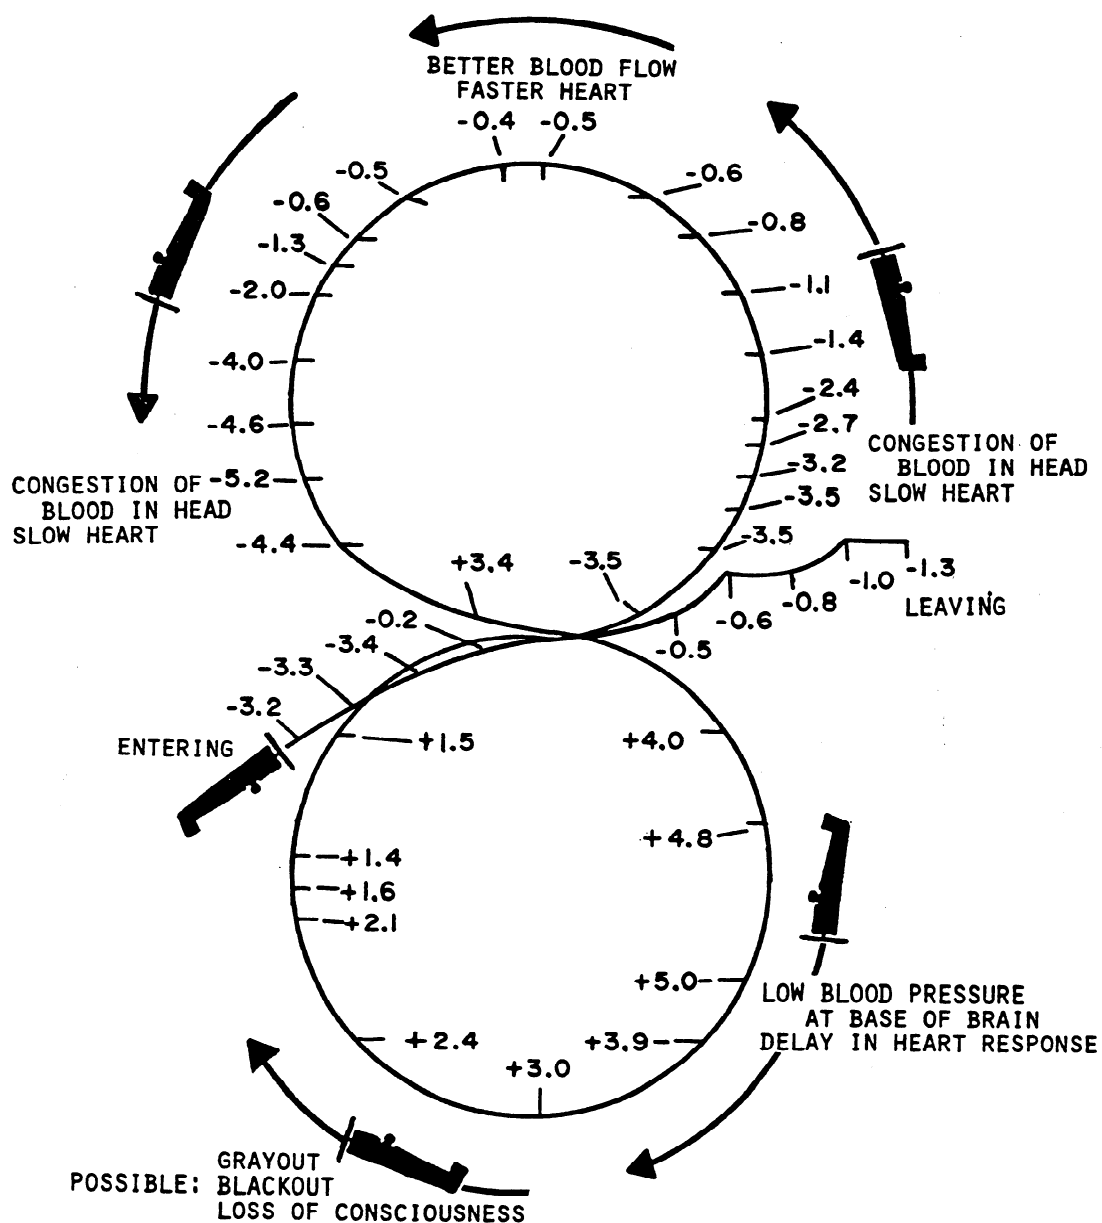 BETTER BLOOD FLOW
FASTER HEART
-0.4 -0.5
-0.5
-0.6
-0.6
-0.8
-1.3
-2.0
-1.1
-4.0
-1.4
-4.6
-2.4
-2.7
CONGESTION OF
BLOOD IN HEAD
SLOW HEART
-3.2
-3.5
-5.2
CONGESTION OF
BLOOD IN HEAD
SLOW HEART
-4.4
-3.5
+3.4
-3.5
-1.3
-1.0
-0.8
-0.6
-0.5
LEAVING
-0.2
-3.4
-3.3
-3.2
ENTERING
+1.5
+4.0
+4.8
+1.4
+1.6
+2.1
+5.0
LOW BLOOD PRESSURE
AT BASE OF BRAIN
DELAY IN HEART RESPONSE
+2.4
+3.9
+3.0
GRAYOUT
POSSIBLE: BLACKOUT
LOSS OF CONSCIOUSNESS